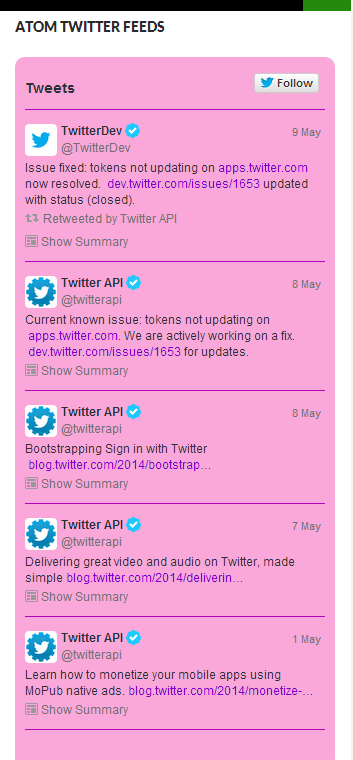 ATOM TWITTER FEEDS
Tweets
Follow
TwitterDev
9 May
@TwitterDev
Issue fixed: tokens not updating on apps.twitter.com
now resolved. dev.twitter.com/issues/1653 updated
with status (closed).
Retweeted by Twitter API
Show Summary
Twitter API
8 May
@twitterapi
Current known issue: tokens not updating on
apps.twitter.com. We are actively working on a fix.
dev.twitter.com/issues/1653 for updates.
Show Summary
Twitter API
8 May
@twitterapi
Bootstrapping Sign in with Twitter
blog.twitter.com/2014/bootstrap…
Show Summary
Twitter API
7 May
@twitterapi
Delivering great video and audio on Twitter, made
simple blog.twitter.com/2014/deliverin…
Show Summary
Twitter API
1 May
@twitterapi
Learn how to monetize your mobile apps using
MoPub native ads. blog.twitter.com/2014/monetize-…
Show Summary